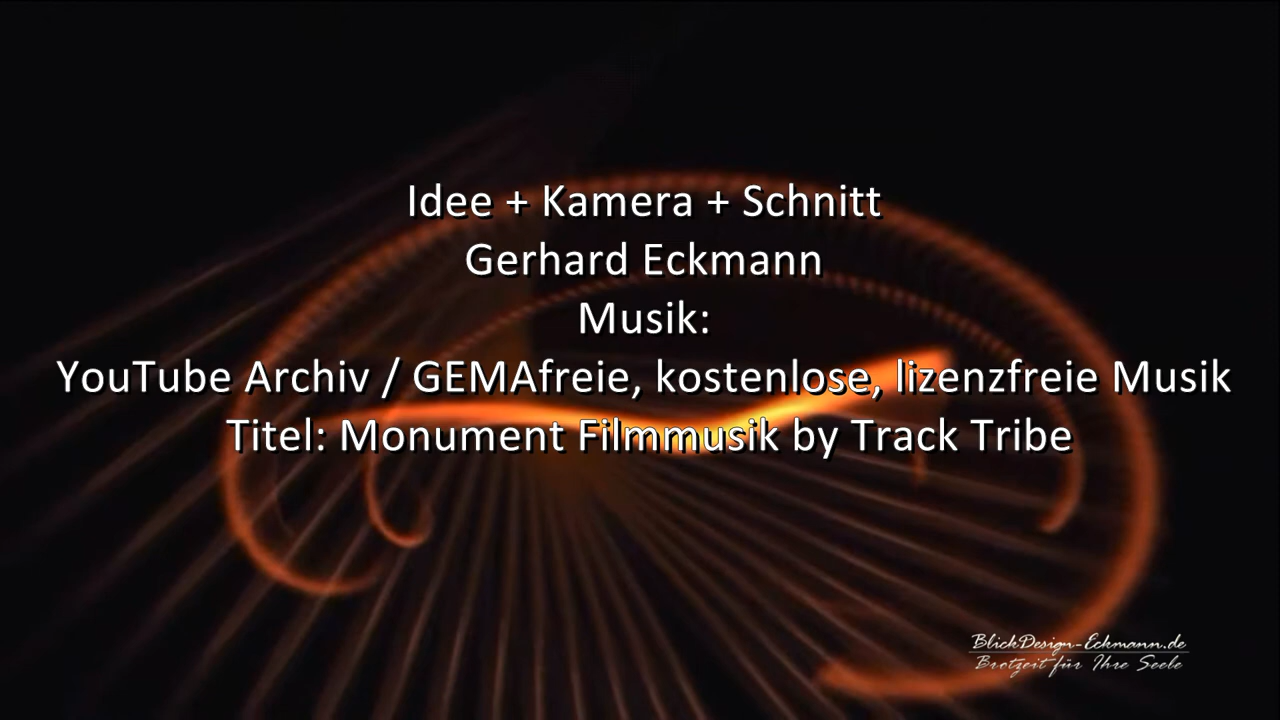 Idee + Kamera + Schnitt
Gerhard Eckmann
Musik:
YouTube Archiv / GEMAfreie, kostenlose, lizenzfreie Musik
Titel: Monument Filmmusik by Track Tribe
BlickDesign-Eckmann.de
Brotzeit für Ihre Seele